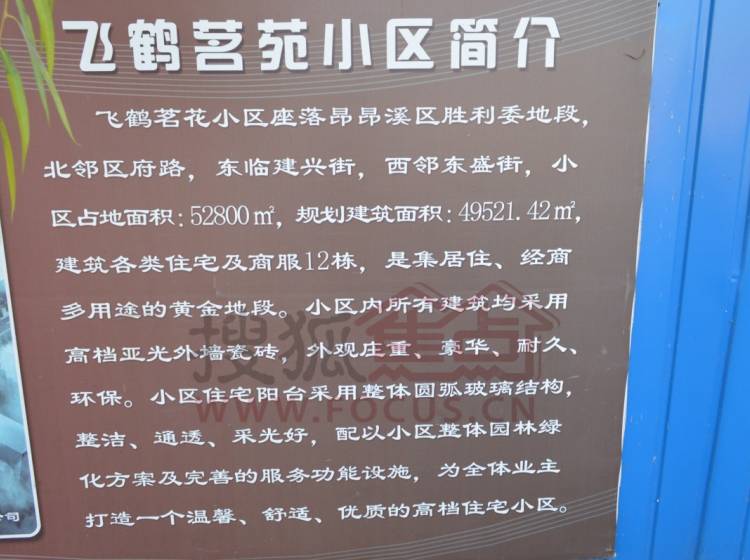 飞鹤茗苑小区简介
飞鹤茗花小区座落昂昂溪区胜利委地段，
北邻区府路，东临建兴街，西邻东盛街，小
区占地面积：52800㎡，规划建筑面积：49521.42㎡，
建筑各类住宅及商服12栋，是集居住、经商
多用途的黄金地段。小区内所有建筑均采用
高档亚光外墙瓷砖，外观庄重、豪华、耐久、
环保。小区住宅阳台采用整体圆弧玻璃结构，
整洁、通透、采光好，配以小区整体园林绿
化方案及完善的服务功能设施，为全体业主
打造一个温馨、舒适、优质的高档住宅小区。
搜狐焦点
WWW.FOCUS.CN
公司